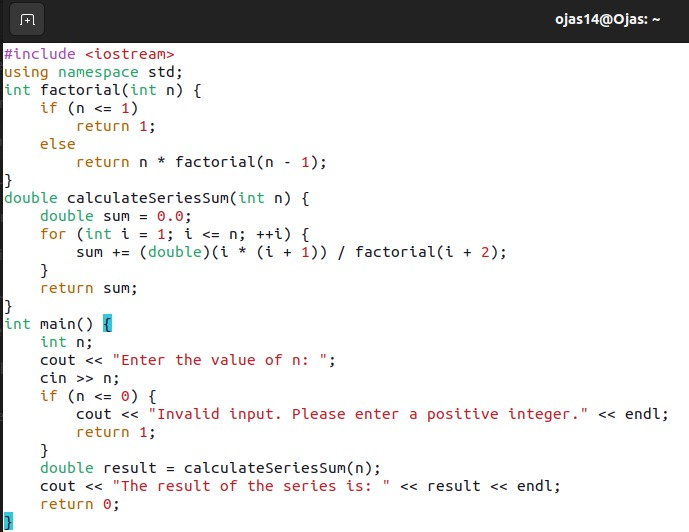 ojas14@Ojas: ~
#include <iostream>
using namespace std;
int factorial(int n) {
    if (n <= 1)
        return 1;
    else
        return n * factorial(n - 1);
}
double calculateSeriesSum(int n) {
    double sum = 0.0;
    for (int i = 1; i <= n; ++i) {
        sum += (double)(i * (i + 1)) / factorial(i + 2);
    }
    return sum;
}
int main() {
    int n;
    cout << "Enter the value of n: ";
    cin >> n;
    if (n <= 0) {
        cout << "Invalid input. Please enter a positive integer." << endl;
        return 1;
    }
    double result = calculateSeriesSum(n);
    cout << "The result of the series is: " << result << endl;
    return 0;
}